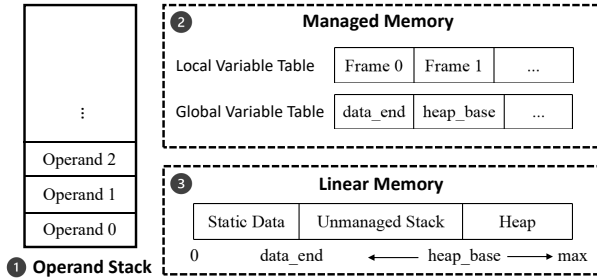 ⋮
Operand 2
Operand 1
Operand 0
1 Operand Stack
2 Managed Memory
Local Variable Table Frame 0 Frame 1 ...
Global Variable Table data_end heap_base ...
3 Linear Memory
Static Data Unmanaged Stack Heap
0 data_end heap_base max